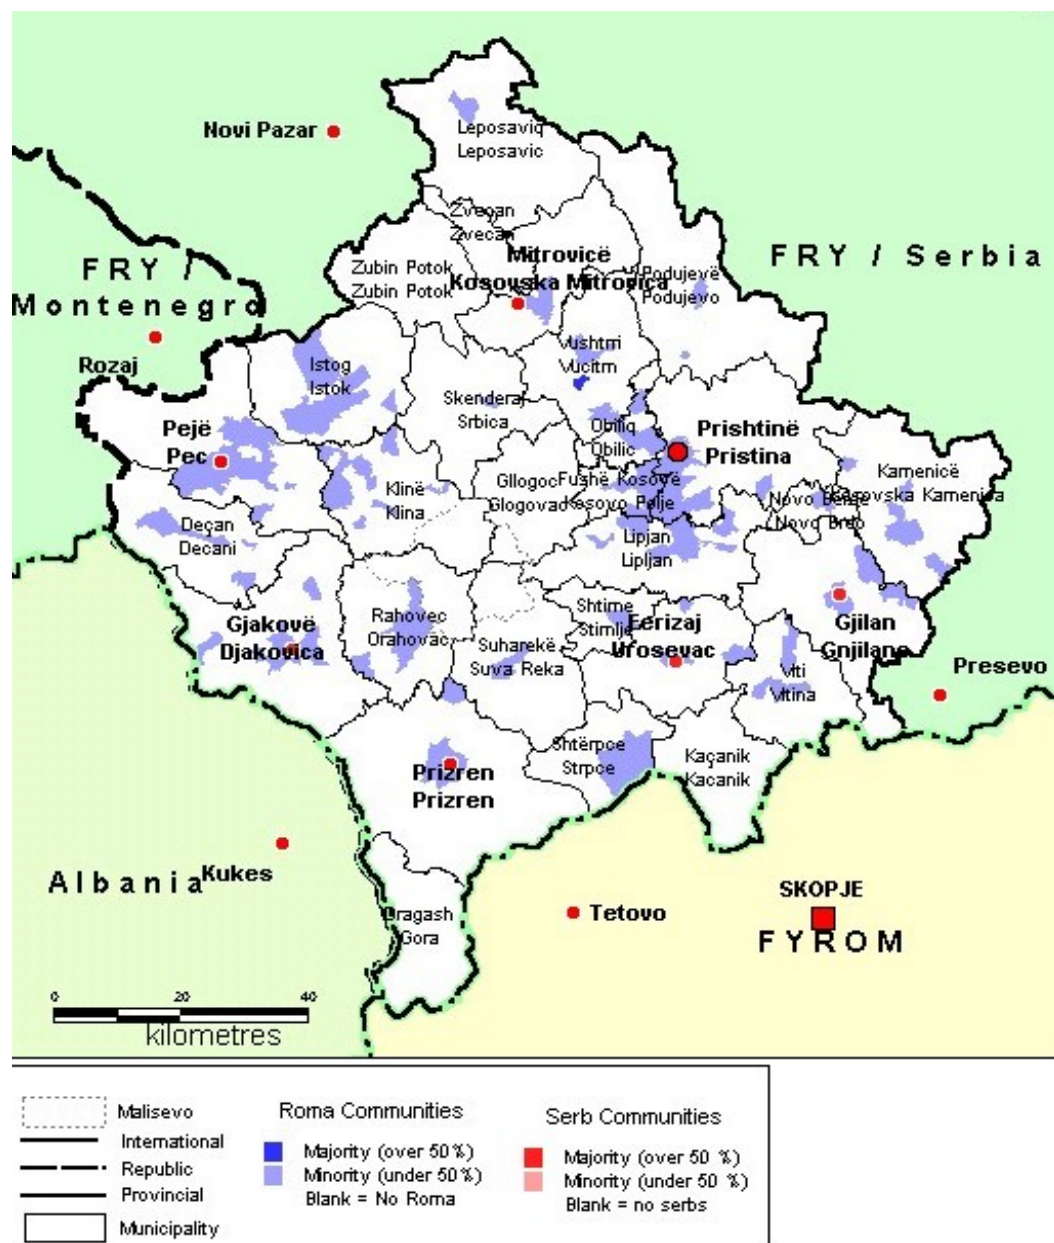 Novi Pazar
Leposaviq
Leposavic
Zvecan
Zvecan
FRY /
Montenegro
FRY / Serbia
Zubin Potok
Zubin Potok
Mitrovicë
Kosovska Mitrovica
Podujevë
Podujevo
Rozaj
Istog
Istok
Vushtrri
Vucitrn
Skenderaj
Srbica
Pejë
Pec
Obiliq
Obilic
Prishtinë
Pristina
Klinë
Klina
Gllogoc
Glogovac
Fushë Kosovë
Kosovo Polje
Kamenicë
Kosovska Kamenica
Novo Bërdë
Novo Brdo
Deçan
Decani
Lipjan
Lipljan
Gjakovë
Djakovica
Rahovec
Orahovac
Shtime
Stimlje
Ferizaj
Urosevac
Gjilan
Gnjilane
Suharekë
Suva Reka
Viti
Vitina
Presevo
Shtërpce
Strpce
Kaçanik
Kacanik
Prizren
Prizren
Albania
Kukes
Dragash
Gora
Tetovo
SKOPJE
FYROM
0 20 40
kilometres
Malisevo
International
Republic
Provincial
Municipality
Roma Communities
Majority (over 50%)
Minority (under 50%)
Blank = No Roma
Serb Communities
Majority (over 50 %)
Minority (under 50 %)
Blank = no serbs